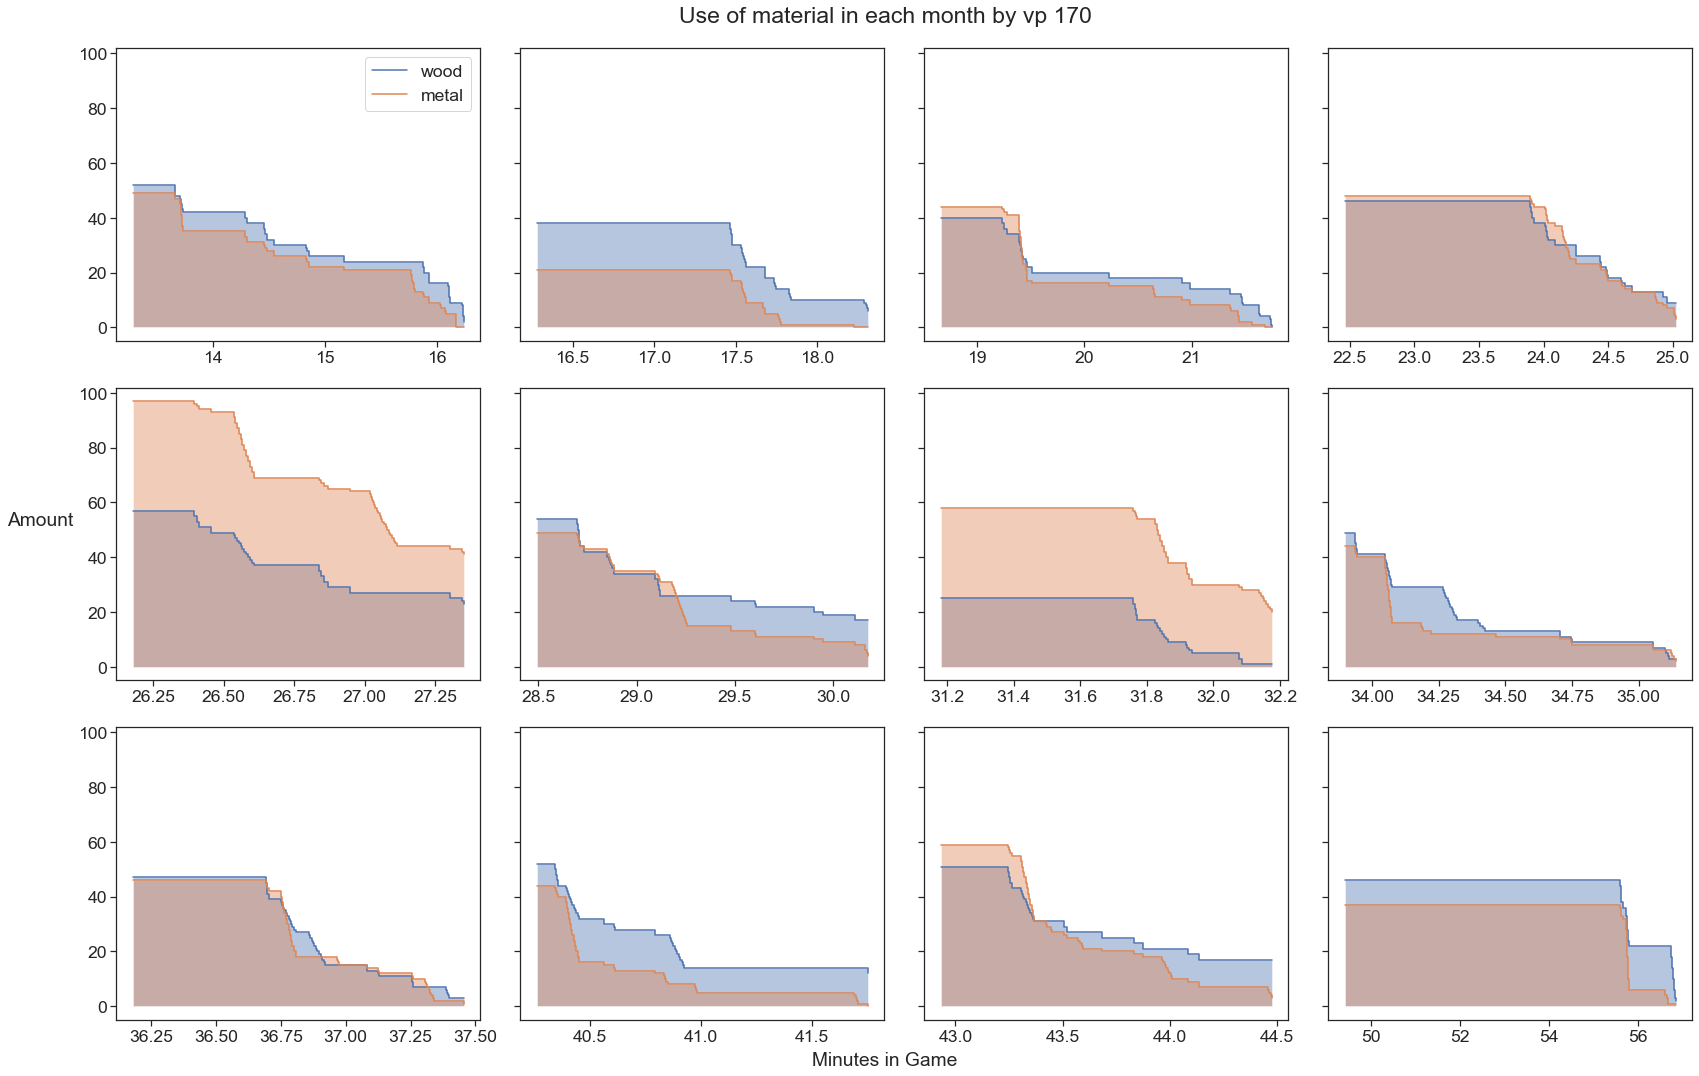 Use of material in each month by vp 170
wood
metal
100
80
60
40
20
0
14 15 16
16.5 17.0 17.5 18.0
19 20 21
22.5 23.0 23.5 24.0 24.5 25.0
Amount
100
80
60
40
20
0
26.25 26.50 26.75 27.00 27.25
28.5 29.0 29.5 30.0
31.2 31.4 31.6 31.8 32.0 32.2
34.00 34.25 34.50 34.75 35.00
100
80
60
40
20
0
36.25 36.50 36.75 37.00 37.25 37.50
40.5 41.0 41.5
43.0 43.5 44.0 44.5
50 52 54 56
Minutes in Game